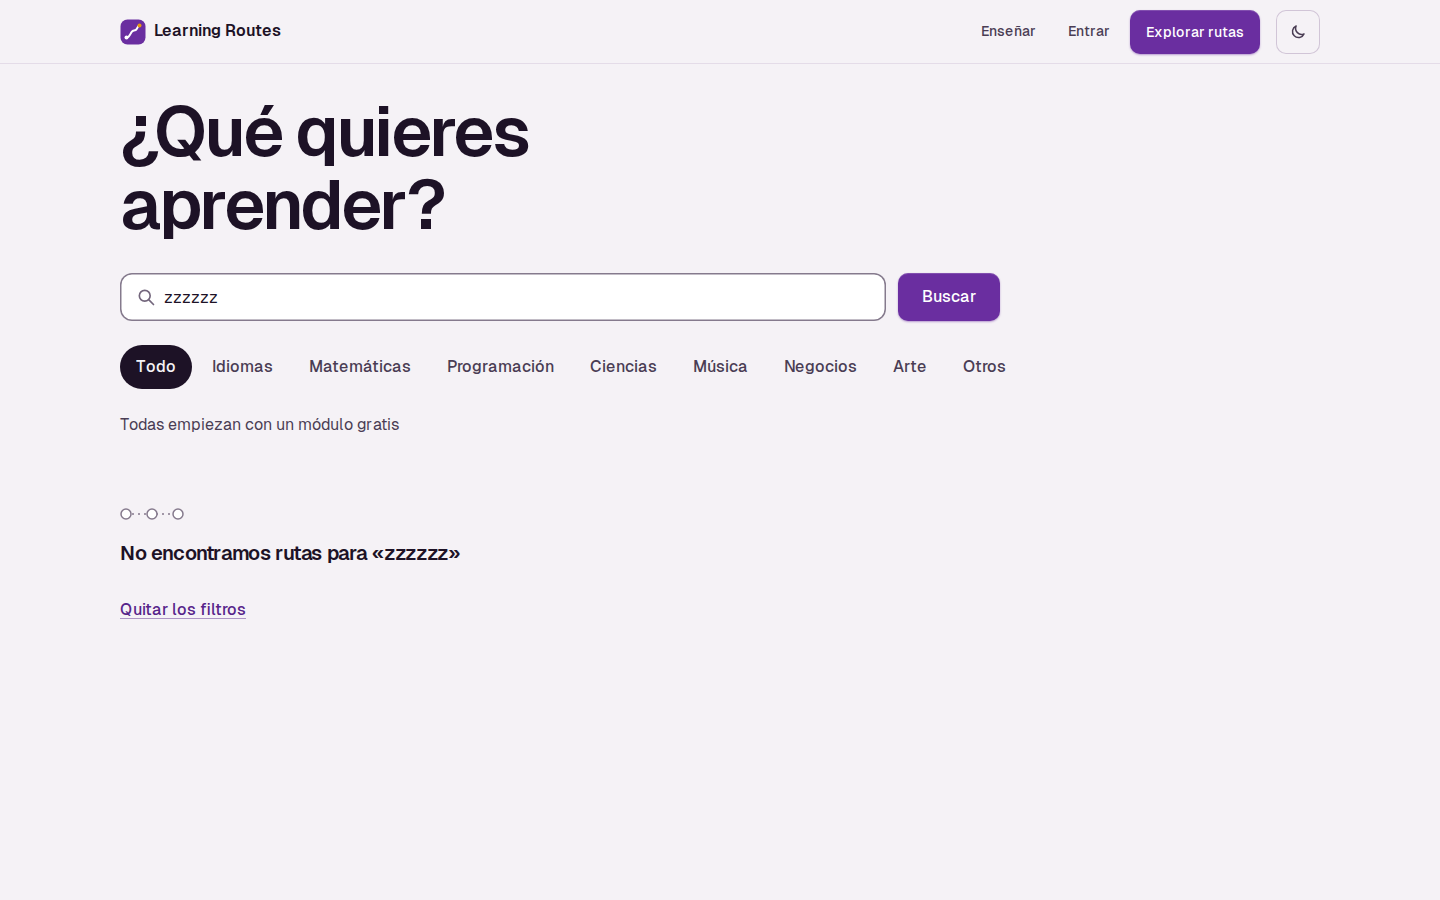 Learning Routes
Enseñar
Entrar
Explorar rutas
¿Qué quieres
aprender?
zzzzzz
Buscar
Todo
Idiomas
Matemáticas
Programación
Ciencias
Música
Negocios
Arte
Otros
Todas empiezan con un módulo gratis
No encontramos rutas para «zzzzzz»
Quitar los filtros